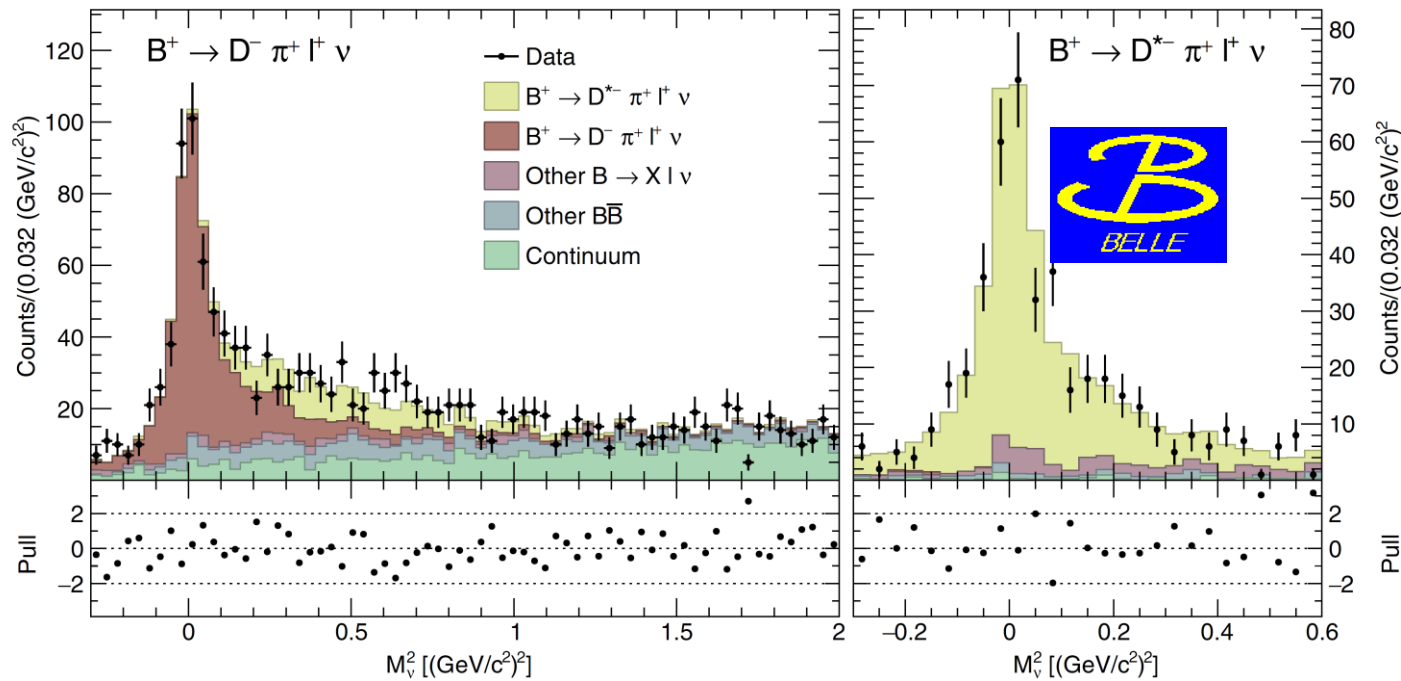 B⁺ → D⁻ π⁺ l⁺ ν
Data
B⁺ → D*⁻ π⁺ l⁺ ν
B⁺ → D⁻ π⁺ l⁺ ν
Other B → X l ν
Other BB̅
Continuum
Counts/(0.032 (GeV/c²)²)
120
100
80
60
40
20
Pull
2
0
−2
0
0.5
1
1.5
2
M²ᵥ [(GeV/c²)²]
B⁺ → D*⁻ π⁺ l⁺ ν
B
BELLE
80
70
60
50
40
30
20
10
Counts/(0.032 (GeV/c²)²
2
0
−2
Pull
−0.2
0
0.2
0.4
0.6
M²ᵥ [(GeV/c²)²]